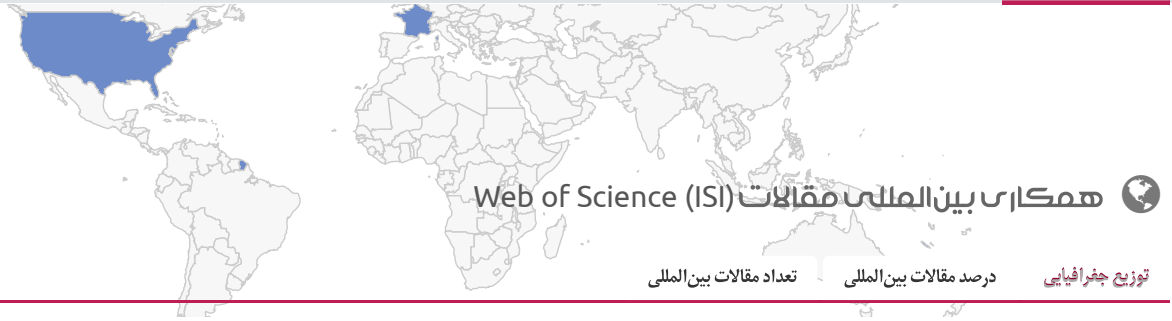 همکاری بین‌المللی مقالات Web of Science (ISI)
توزیع جغرافیایی درصد مقالات بین‌المللی تعداد مقالات بین‌المللی